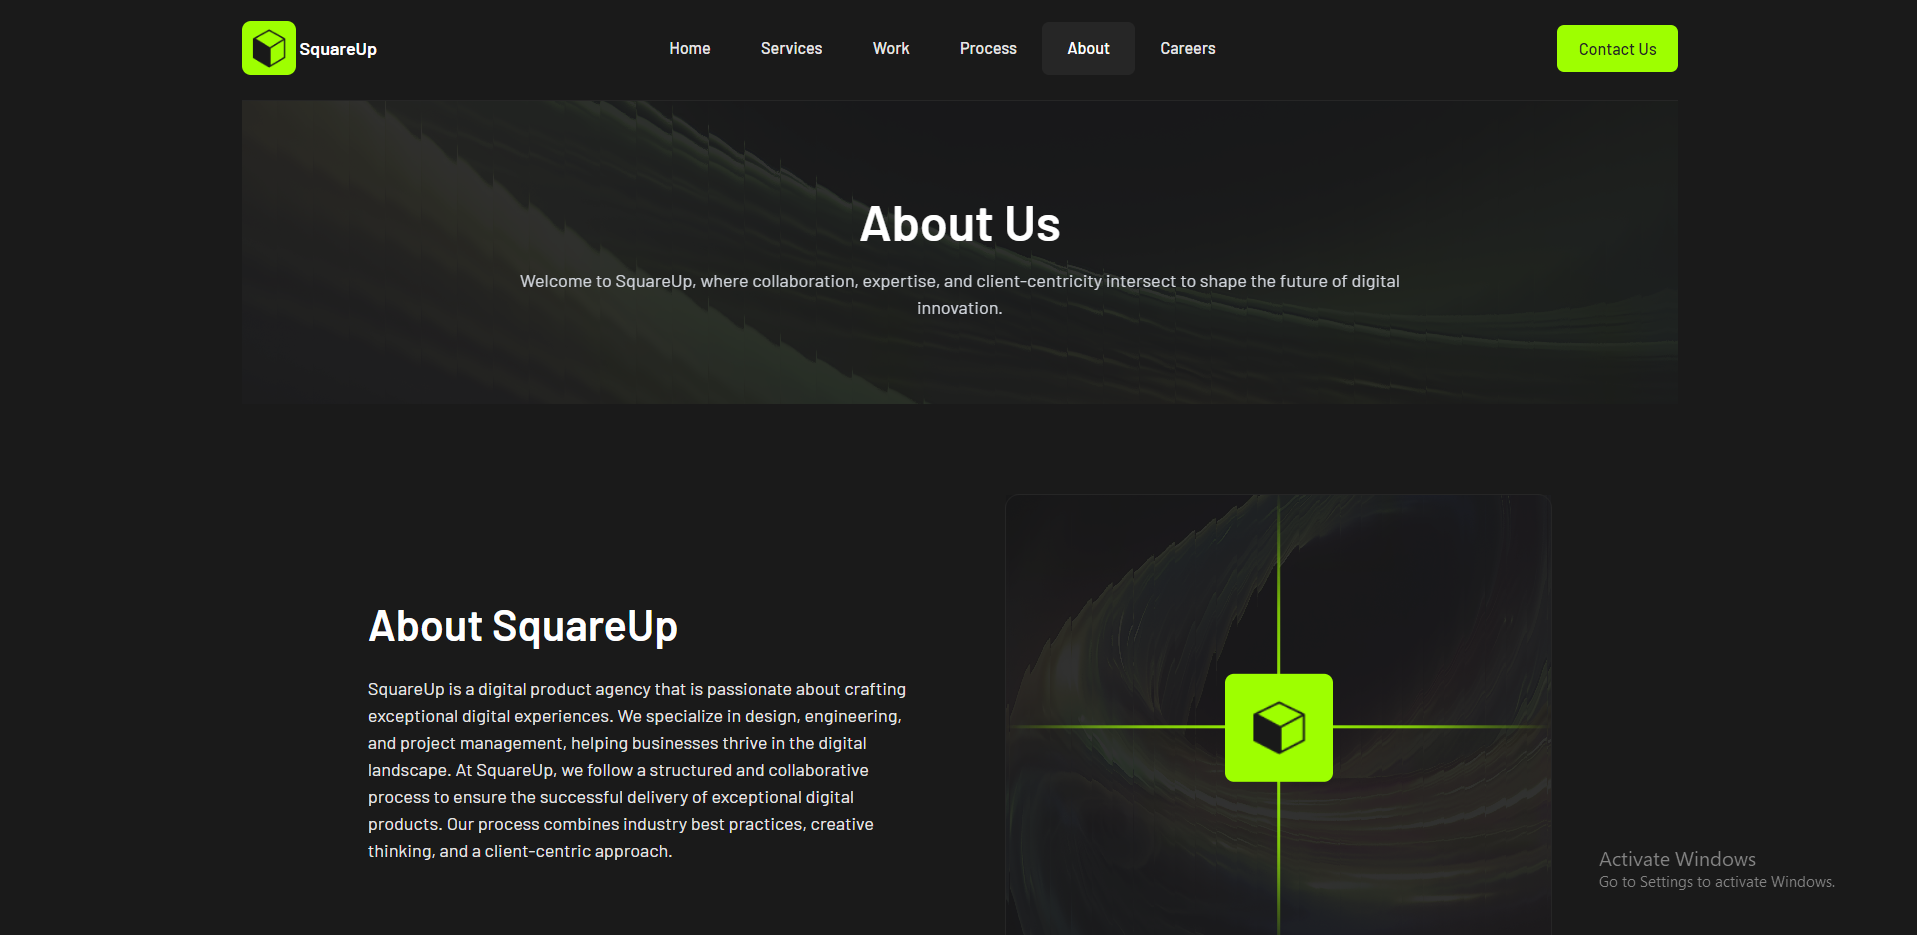 SquareUp
Home
Services
Work
Process
About
Careers
Contact Us
About Us
Welcome to SquareUp, where collaboration, expertise, and client-centricity intersect to shape the future of digital
innovation.
About SquareUp
SquareUp is a digital product agency that is passionate about crafting
exceptional digital experiences. We specialize in design, engineering,
and project management, helping businesses thrive in the digital
landscape. At SquareUp, we follow a structured and collaborative
process to ensure the successful delivery of exceptional digital
products. Our process combines industry best practices, creative
thinking, and a client-centric approach.
Activate Windows
Go to Settings to activate Windows.